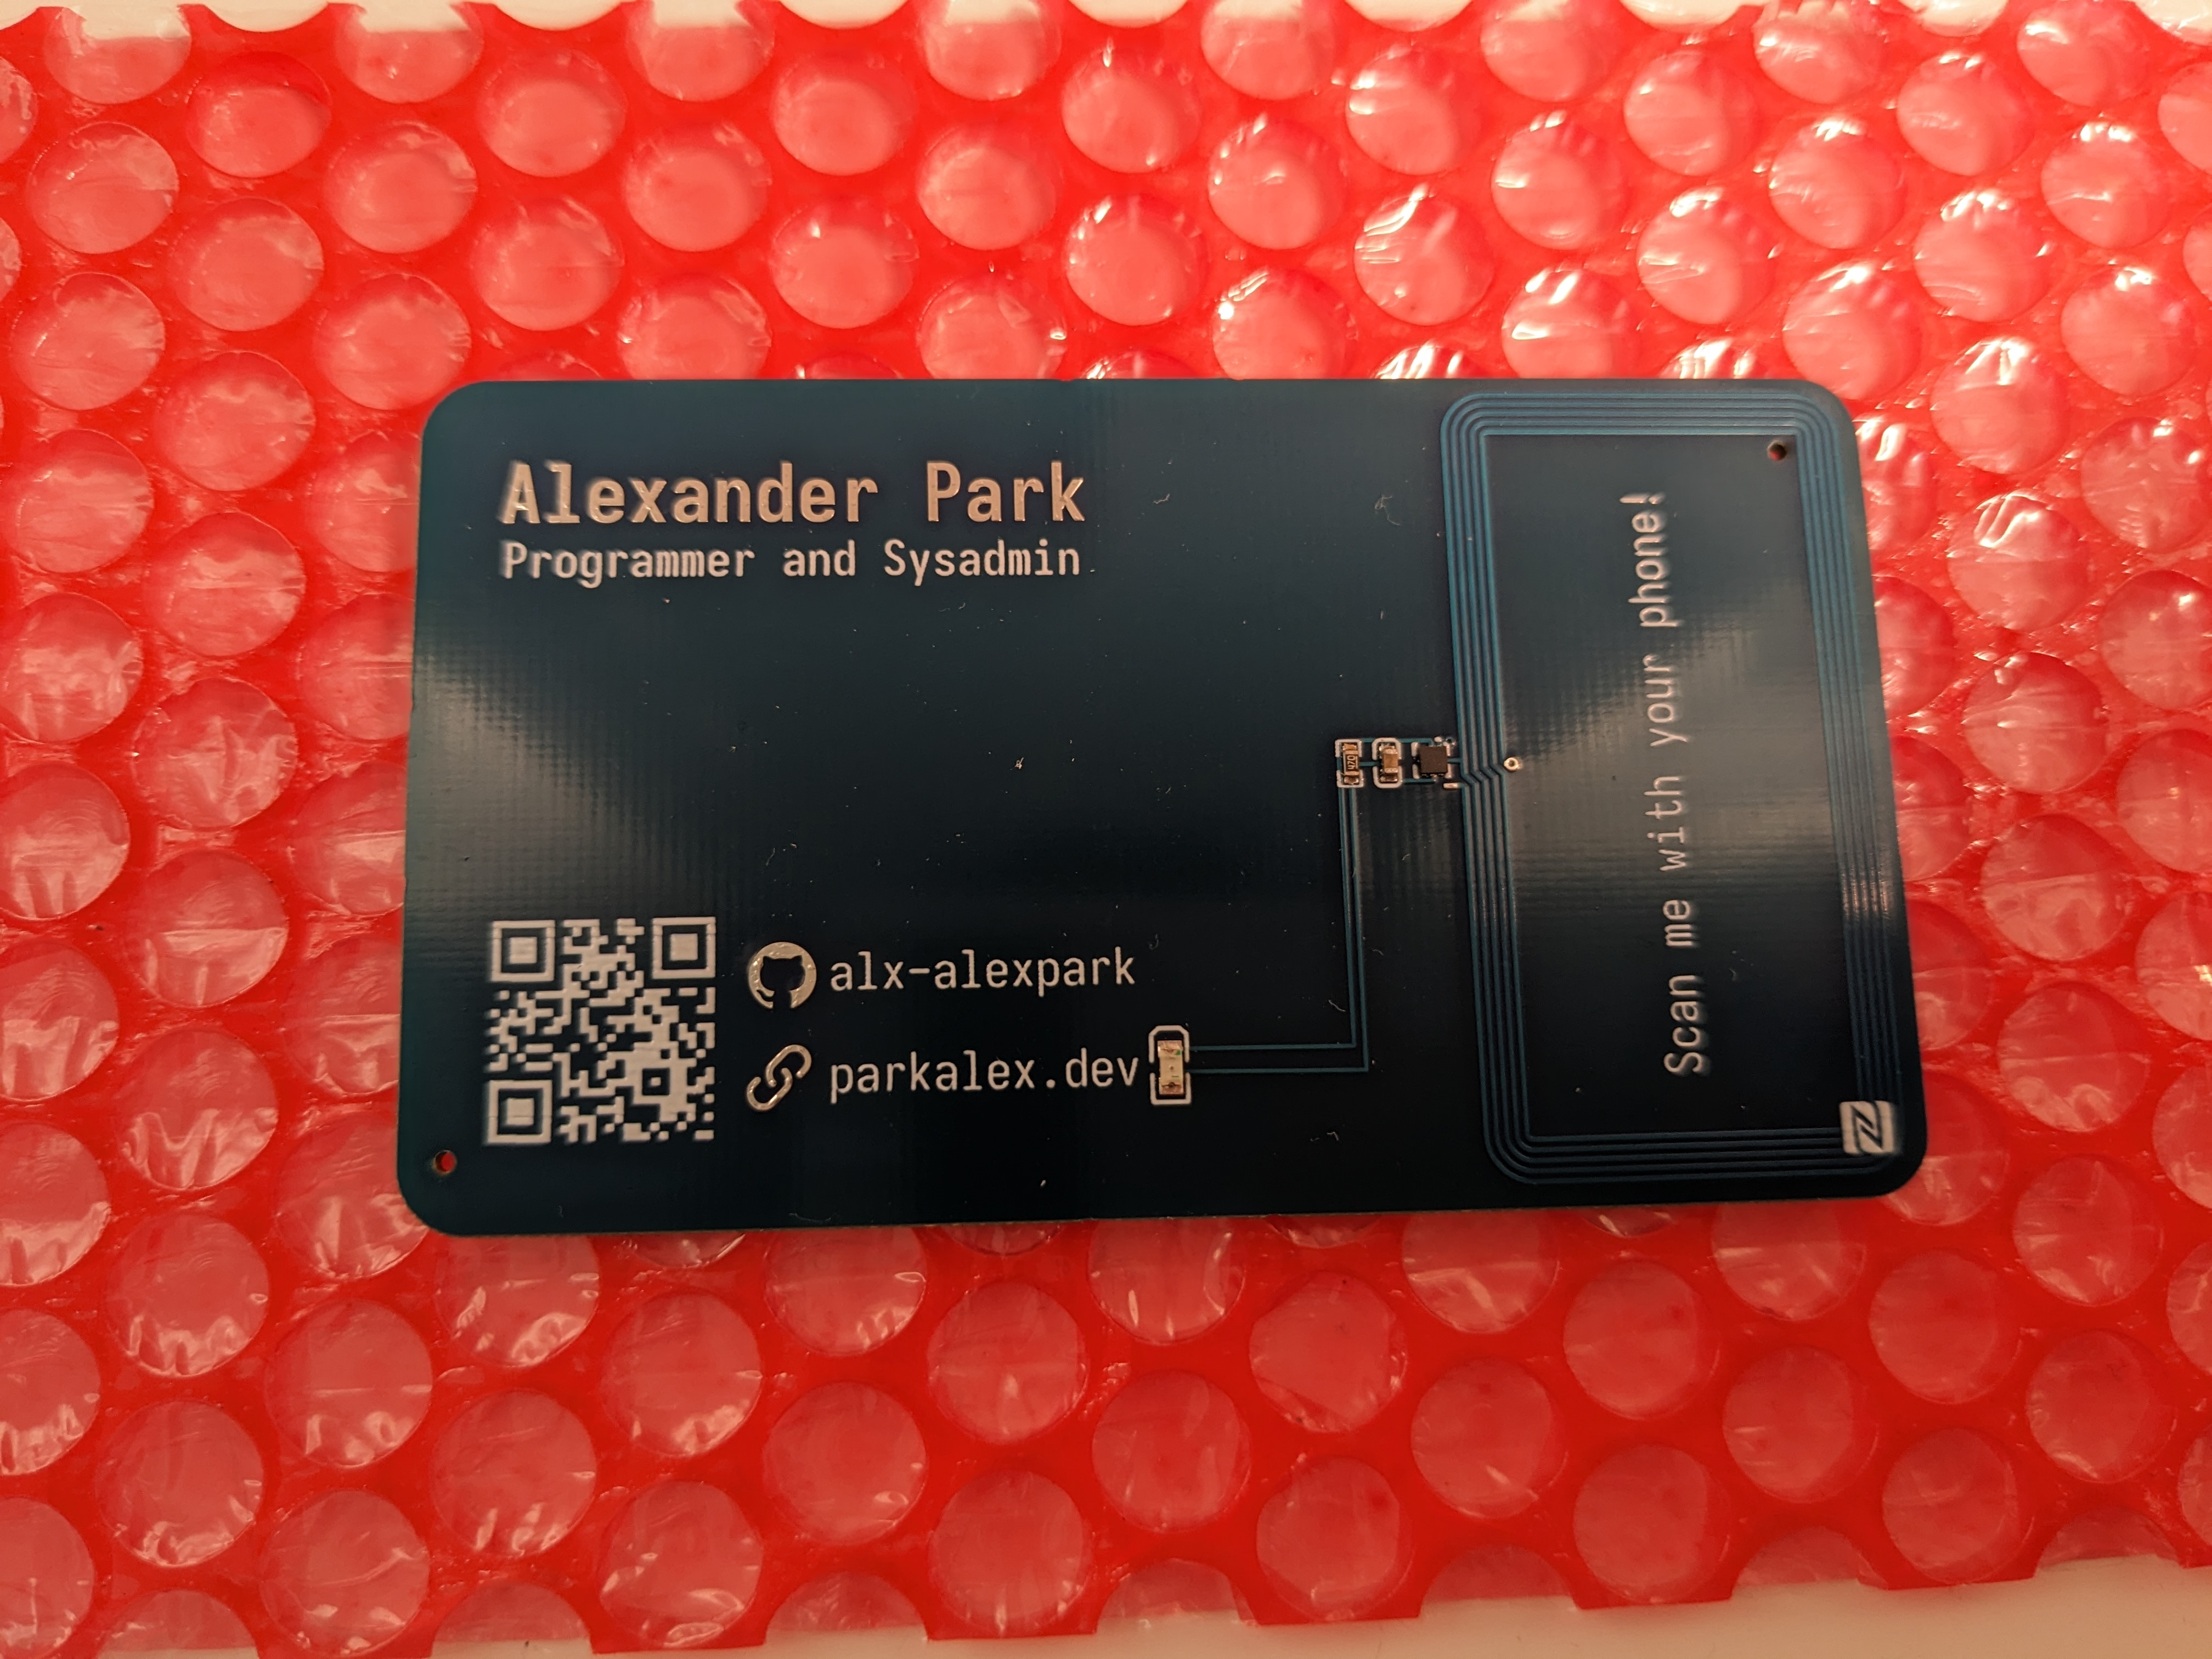 Alexander Park
Programmer and Sysadmin
alx-alexpark
parkalex.dev
Scan me with your phone!